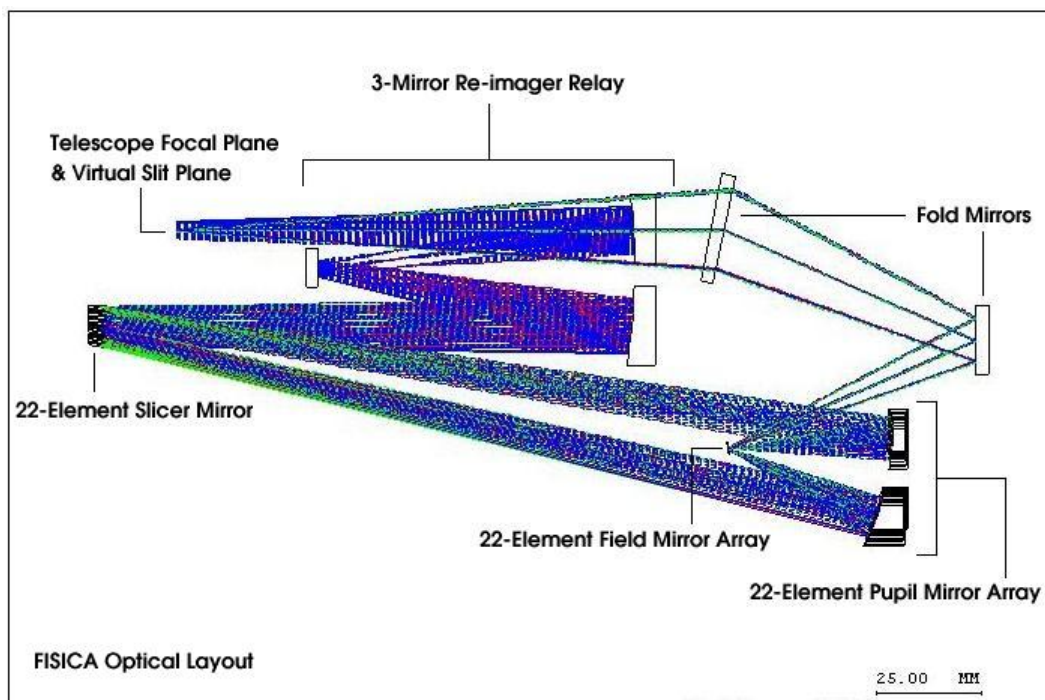 3-Mirror Re-imager Relay
Telescope Focal Plane
& Virtual Slit Plane
Fold Mirrors
22-Element Slicer Mirror
22-Element Field Mirror Array
22-Element Pupil Mirror Array
FISICA Optical Layout
25.00 MM